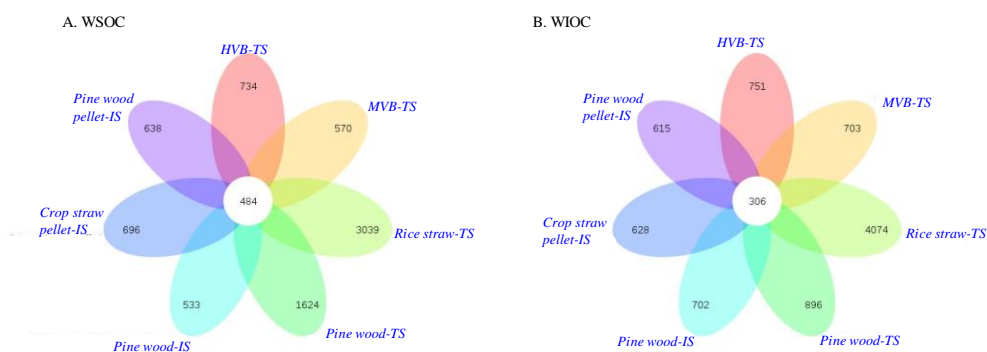 A. WSOC
HVB-TS
734
MVB-TS
570
Pine wood
pellet-IS
638
484
Crop straw
pellet-IS
696
3039
Rice straw-TS
533
1624
Pine wood-IS
Pine wood-TS
B. WIOC
HVB-TS
751
MVB-TS
703
Pine wood
pellet-IS
615
306
Crop straw
pellet-IS
628
4074
Rice straw-TS
702
896
Pine wood-IS
Pine wood-TS